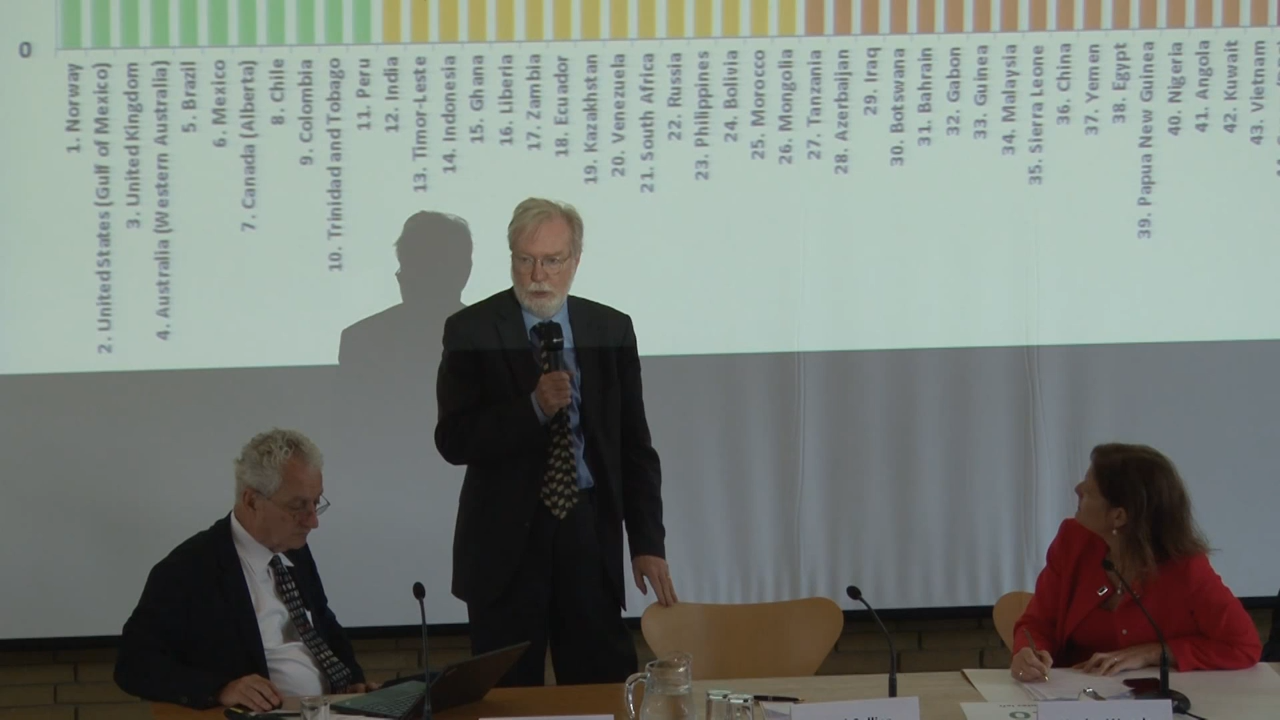 0
1. Norway
2. United States (Gulf of Mexico)
3. United Kingdom
4. Australia (Western Australia)
5. Brazil
6. Mexico
7. Canada (Alberta)
8. Chile
9. Colombia
10. Trinidad and Tobago
11. Peru
12. India
13. Timor-Leste
14. Indonesia
15. Ghana
16. Liberia
17. Zambia
18. Ecuador
19. Kazakhstan
20. Venezuela
21. South Africa
22. Russia
23. Philippines
24. Bolivia
25. Morocco
26. Mongolia
27. Tanzania
28. Azerbaijan
29. Iraq
30. Botswana
31. Bahrain
32. Gabon
33. Guinea
34. Malaysia
35. Sierra Leone
36. China
37. Yemen
38. Egypt
39. Papua New Guinea
40. Nigeria
41. Angola
42. Kuwait
43. Vietnam